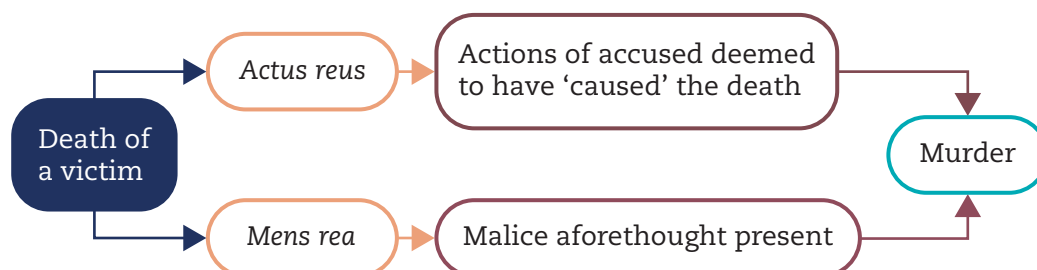 Death of
a victim
Actus reus
Actions of accused deemed
to have ‘caused’ the death
Mens rea
Malice aforethought present
Murder